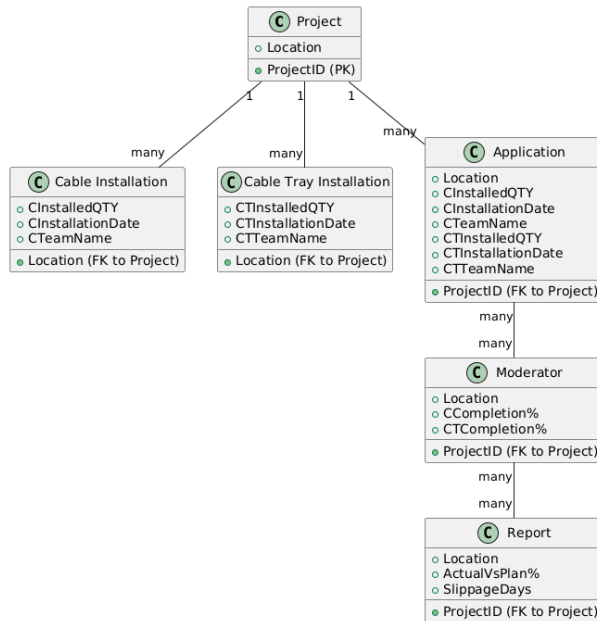 C Project
Location
ProjectID (PK)
1
1
1
many
many
many
C Cable Installation
CInstalledQTY
CInstallationDate
CTeamName
Location (FK to Project)
C Cable Tray Installation
CTInstalledQTY
CTInstallationDate
CTTeamName
Location (FK to Project)
C Application
Location
CInstalledQTY
CInstallationDate
CTeamName
CTInstalledQTY
CTInstallationDate
CTTeamName
ProjectID (FK to Project)
many
many
C Moderator
Location
CCompletion%
CTCompletion%
ProjectID (FK to Project)
many
many
C Report
Location
ActualVsPlan%
SlippageDays
ProjectID (FK to Project)